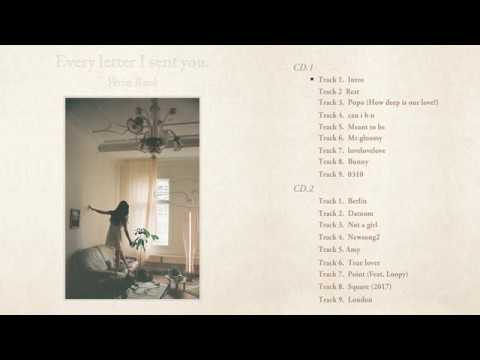 Every letter I sent you.
Yerin Baek
CD.1
Track 1. Intro
Track 2 Rest
Track 3. Popo (How deep is our love?)
Track 4. can i b u
Track 5. Meant to be
Track 6. Mr.gloomy
Track 7. lovelovelove
Track 8. Bunny
Track 9. 0310
CD.2
Track 1. Berlin
Track 2. Datoom
Track 3. Not a girl
Track 4. Newsong2
Track 5. Amy
Track 6. True lover
Track 7. Point (Feat. Loopy)
Track 8. Square (2017)
Track 9. London